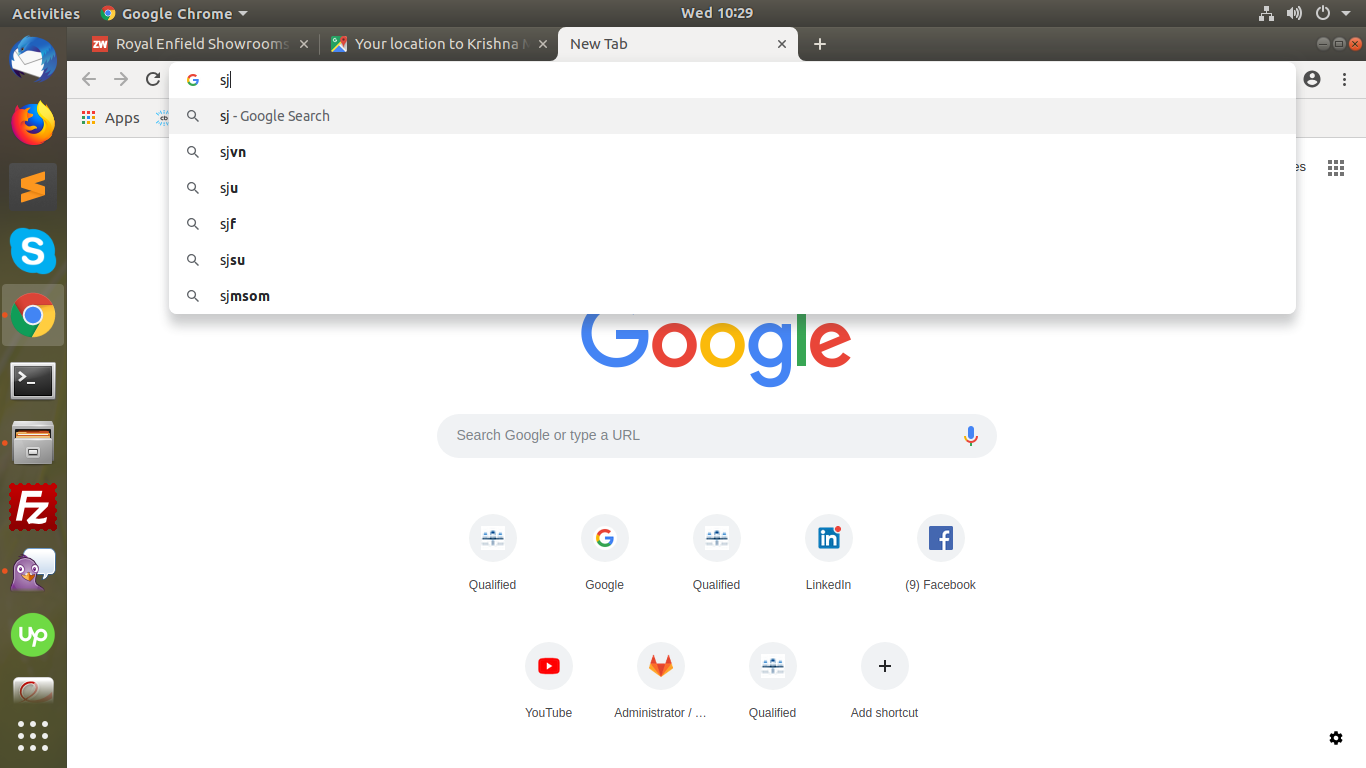 Activities
Google Chrome
Wed 10:29
Royal Enfield Showrooms
Your location to Krishna
New Tab
sj
Apps
sj - Google Search
sjvn
sju
sjf
sjsu
sjmsom
es
Google
Search Google or type a URL
Qualified
Google
Qualified
LinkedIn
(9) Facebook
YouTube
Administrator / ...
Qualified
Add shortcut